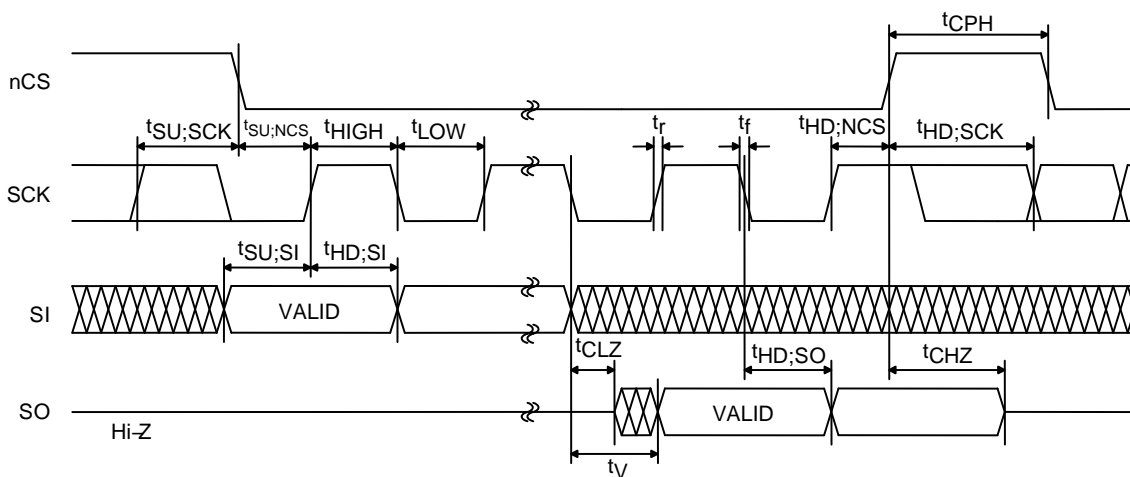 tCPH
nCS
tSU;SCK tSU;NCS tHIGH tLOW tr tf tHD;NCS tHD;SCK
SCK
tSU;SI tHD;SI
SI VALID
tCLZ tHD;SO tCHZ
SO VALID
Hi–Z
tV